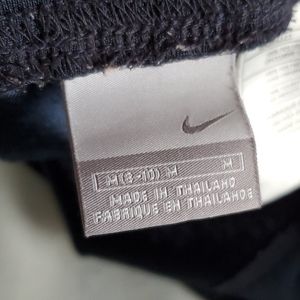 M(8-10) M M
MADE IN THAILAND
FABRIQUE EN THAILANDE